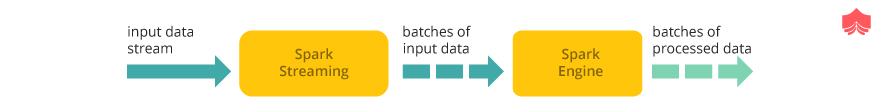 input data
stream
Spark
Streaming
batches of
input data
Spark
Engine
batches of
processed data